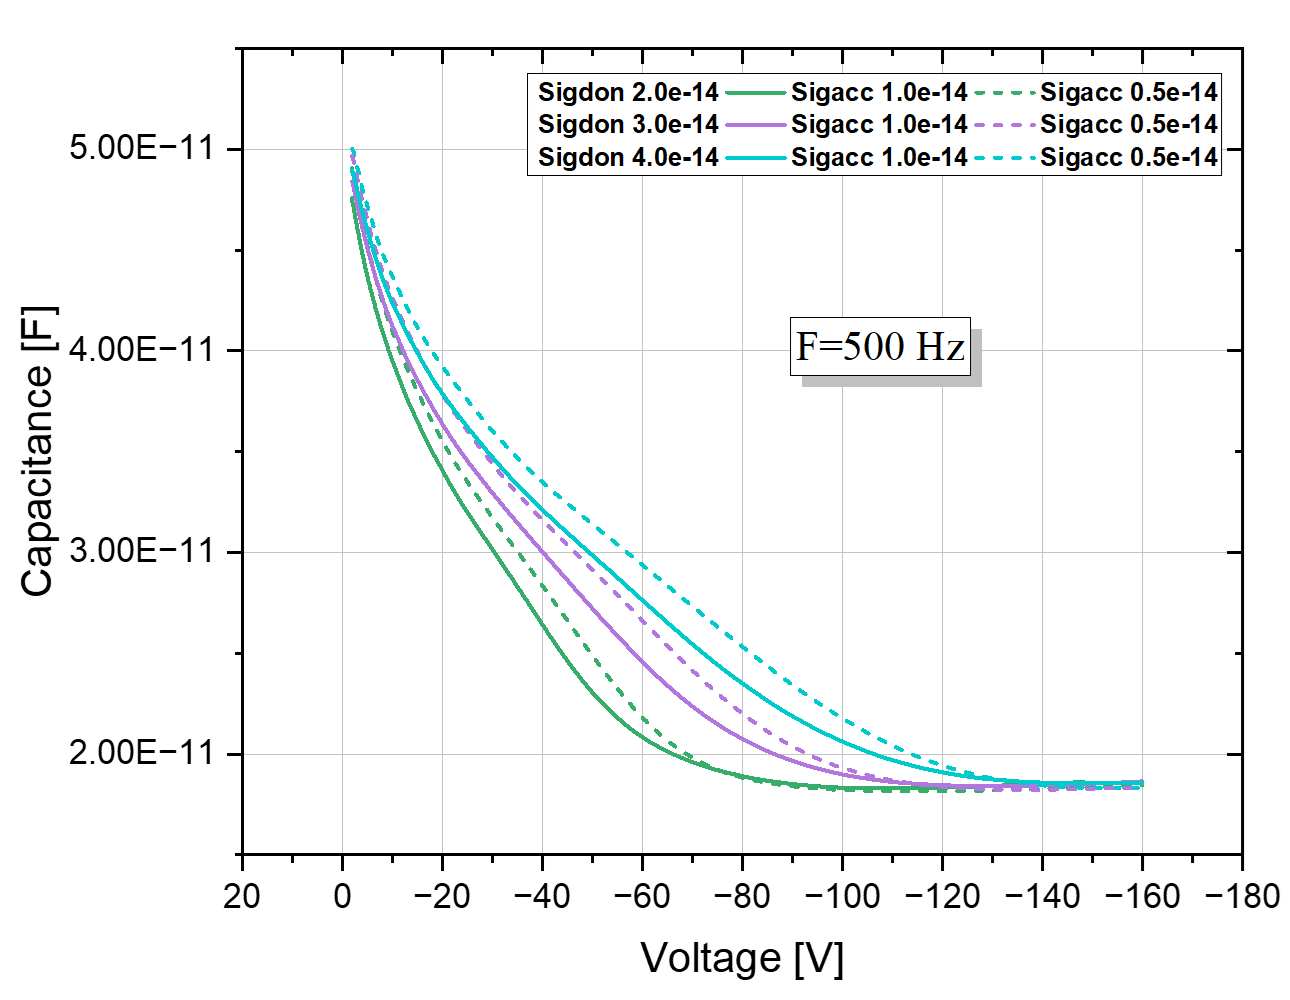 Sigdon 2.0e-14 Sigacc 1.0e-14 Sigacc 0.5e-14
Sigdon 3.0e-14 Sigacc 1.0e-14 Sigacc 0.5e-14
Sigdon 4.0e-14 Sigacc 1.0e-14 Sigacc 0.5e-14
5.00E−11
F=500 Hz
4.00E−11
Capacitance [F]
3.00E−11
2.00E−11
20 0 −20 −40 −60 −80 −100 −120 −140 −160 −180
Voltage [V]